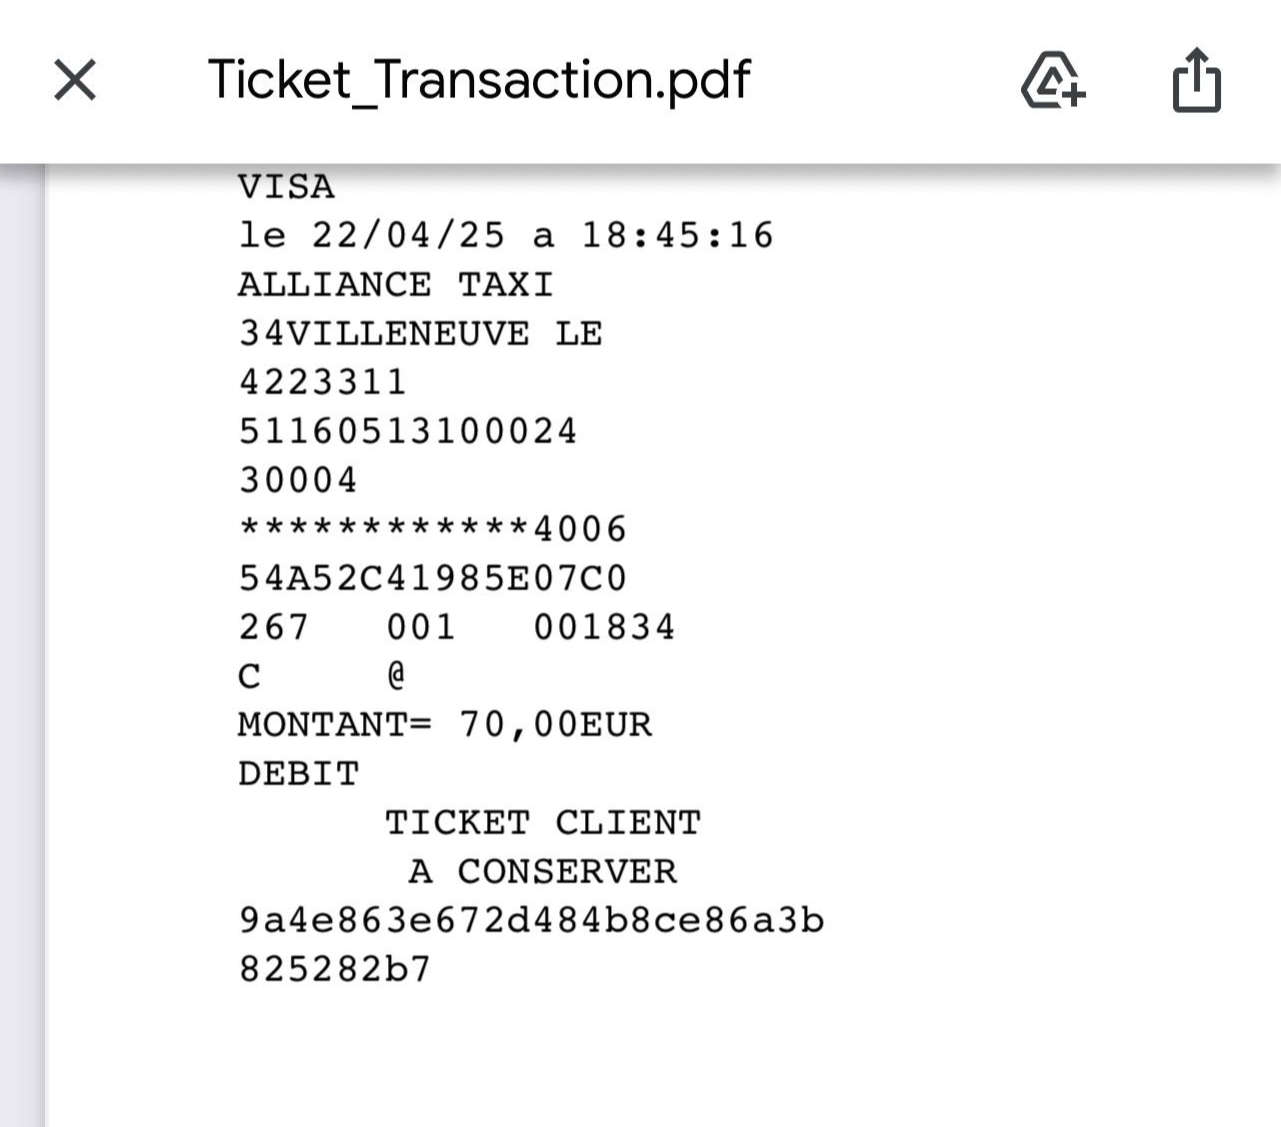 Ticket_Transaction.pdf
VISA
le 22/04/25 a 18:45:16
ALLIANCE TAXI
34VILLENEUVE LE
4223311
51160513100024
30004
************4006
54A52C41985E07C0
267 001 001834
C @
MONTANT= 70,00EUR
DEBIT
TICKET CLIENT
A CONSERVER
9a4e863e672d484b8ce86a3b
825282b7